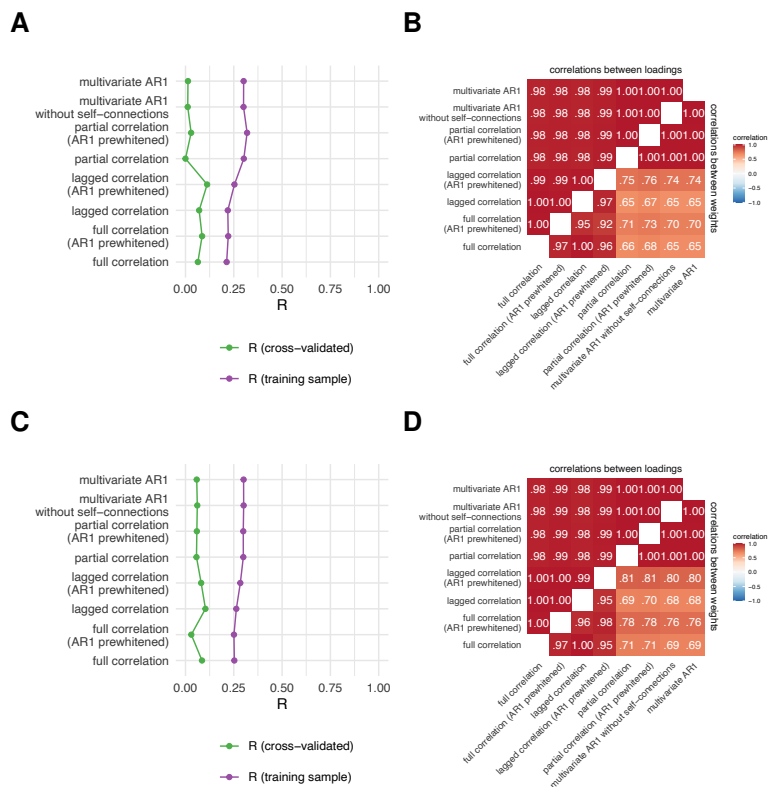 A
multivariate AR1
multivariate AR1
without self−connections
partial correlation
(AR1 prewhitened)
partial correlation
lagged correlation
(AR1 prewhitened)
lagged correlation
full correlation
(AR1 prewhitened)
full correlation
0.00 0.25 0.50 0.75 1.00
R
R (cross−validated)
R (training sample)
B
correlations between loadings
multivariate AR1 .98 .98 .98 .99 1.00 1.00 1.00
multivariate AR1
without self−connections
.98 .98 .98 .99 1.00 1.00 1.00
partial correlation
(AR1 prewhitened)
.98 .98 .98 .99 1.00 1.00 1.00
partial correlation .98 .98 .98 .99 1.00 1.00 1.00
lagged correlation
(AR1 prewhitened)
.99 .99 1.00 .75 .76 .74 .74
lagged correlation 1.00 1.00 .97 .65 .67 .65 .65
full correlation
(AR1 prewhitened)
1.00 .95 .92 .71 .73 .70 .70
full correlation .97 1.00 .96 .66 .68 .65 .65
full correlation
full correlation (AR1 prewhitened)
lagged correlation
lagged correlation (AR1 prewhitened)
partial correlation
partial correlation (AR1 prewhitened)
multivariate AR1 without self−connections
multivariate AR1
correlations between weights
correlation
1.0
0.5
0.0
−0.5
−1.0
C
multivariate AR1
multivariate AR1
without self−connections
partial correlation
(AR1 prewhitened)
partial correlation
lagged correlation
(AR1 prewhitened)
lagged correlation
full correlation
(AR1 prewhitened)
full correlation
0.00 0.25 0.50 0.75 1.00
R
R (cross−validated)
R (training sample)
D
correlations between loadings
multivariate AR1 .98 .99 .98 .99 1.00 1.00 1.00
multivariate AR1
without self−connections
.98 .99 .98 .99 1.00 1.00 1.00
partial correlation
(AR1 prewhitened)
.98 .99 .98 .99 1.00 1.00 1.00
partial correlation .98 .99 .98 .99 1.00 1.00 1.00
lagged correlation
(AR1 prewhitened)
1.00 1.00 .99 .81 .81 .80 .80
lagged correlation 1.00 1.00 .95 .69 .70 .68 .68
full correlation
(AR1 prewhitened)
1.00 .96 .98 .78 .78 .76 .76
full correlation .97 1.00 .95 .71 .71 .69 .69
full correlation
full correlation (AR1 prewhitened)
lagged correlation
lagged correlation (AR1 prewhitened)
partial correlation
partial correlation (AR1 prewhitened)
multivariate AR1 without self−connections
multivariate AR1
correlations between weights
correlation
1.0
0.5
0.0
−0.5
−1.0